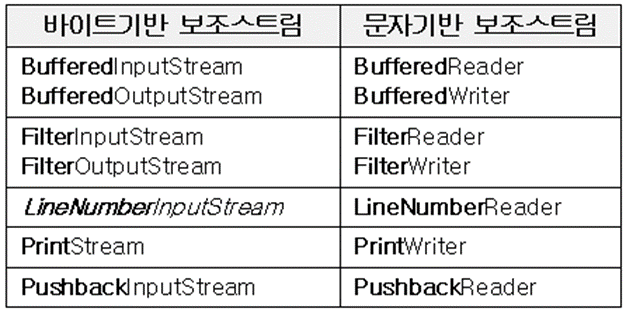 바이트기반 보조스트림 문자기반 보조스트림
BufferedInputStream BufferedReader
BufferedOutputStream BufferedWriter
FilterInputStream FilterReader
FilterOutputStream FilterWriter
LineNumberInputStream LineNumberReader
PrintStream PrintWriter
PushbackInputStream PushbackReader